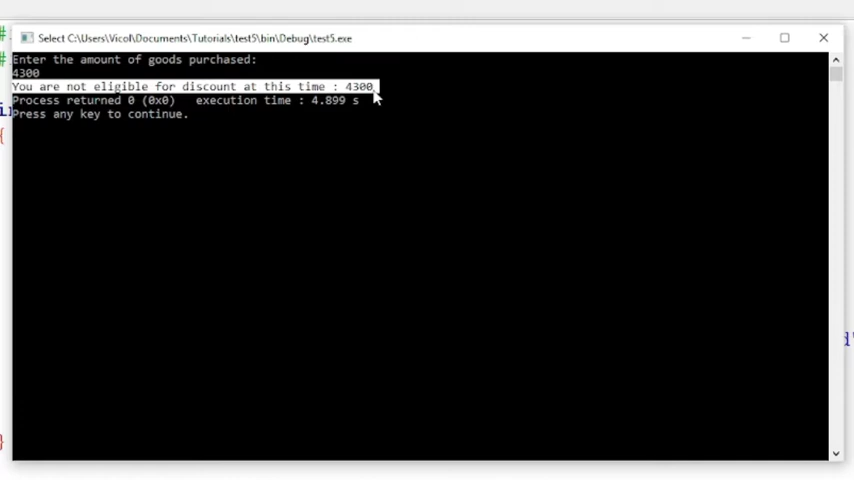 Select C:\Users\Vicol\Documents\Tutorials\test5\bin\Debug\test5.exe
Enter the amount of goods purchased:
4300
You are not eligible for discount at this time : 4300
Process returned 0 (0x0) execution time : 4.899 s
Press any key to continue.
#
#
{
d"
}